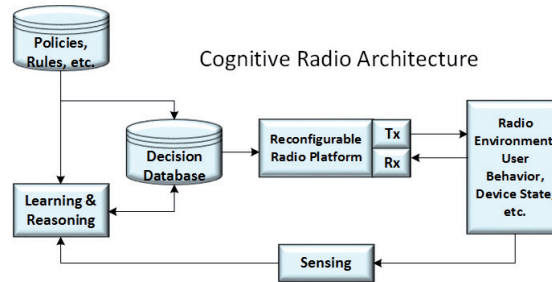 Policies,
Rules, etc.
Cognitive Radio Architecture
Decision
Database
Reconfigurable
Radio Platform
Tx
Rx
Radio
Environment
User
Behavior,
Device State,
etc.
Learning &
Reasoning
Sensing